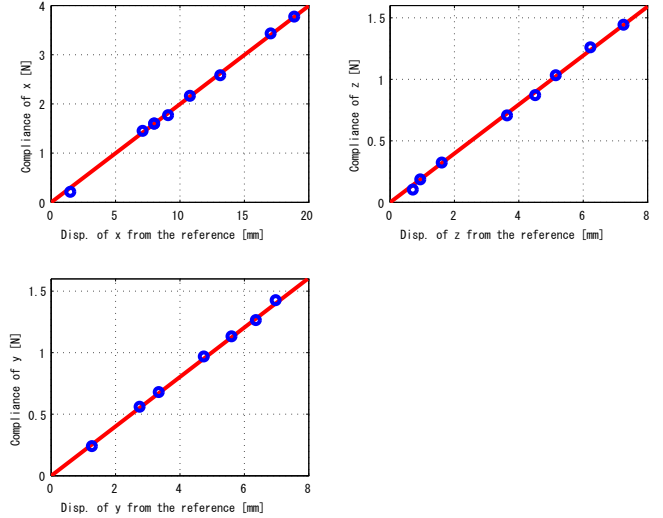 4
3
2
1
0
Compliance of x [N]
0 5 10 15 20
Disp. of x from the reference [mm]
1.5
1
0.5
0
Compliance of z [N]
0 2 4 6 8
Disp. of z from the reference [mm]
1.5
1
0.5
0
Compliance of y [N]
0 2 4 6 8
Disp. of y from the reference [mm]